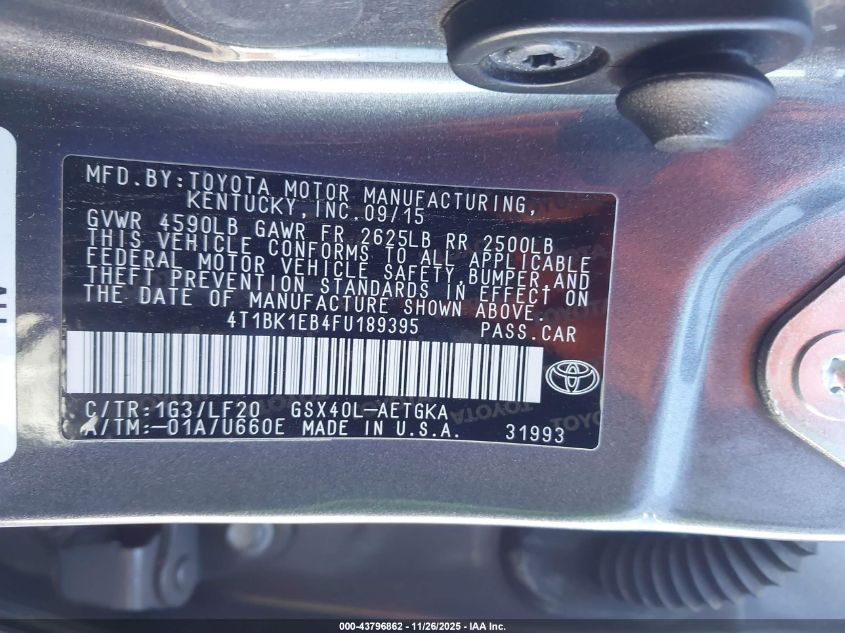 MFD.BY:TOYOTA MOTOR MANUFACTURING,
KENTUCKY, INC. 09/15
GVWR 4590LB GAWR FR 2625LB RR 2500LB
THIS VEHICLE CONFORMS TO ALL APPLICABLE
FEDERAL MOTOR VEHICLE SAFETY, BUMPER, AND
THEFT PREVENTION STANDARDS IN EFFECT ON
THE DATE OF MANUFACTURE SHOWN ABOVE.
4T1BK1EB4FU189395 PASS.CAR
C/TR:1G3/LF20 GSX40L-AETGKA
A/TM:-01A/U660E MADE IN U.S.A. 31993
000-43796862 | 11/26/2025 - IAA Inc.